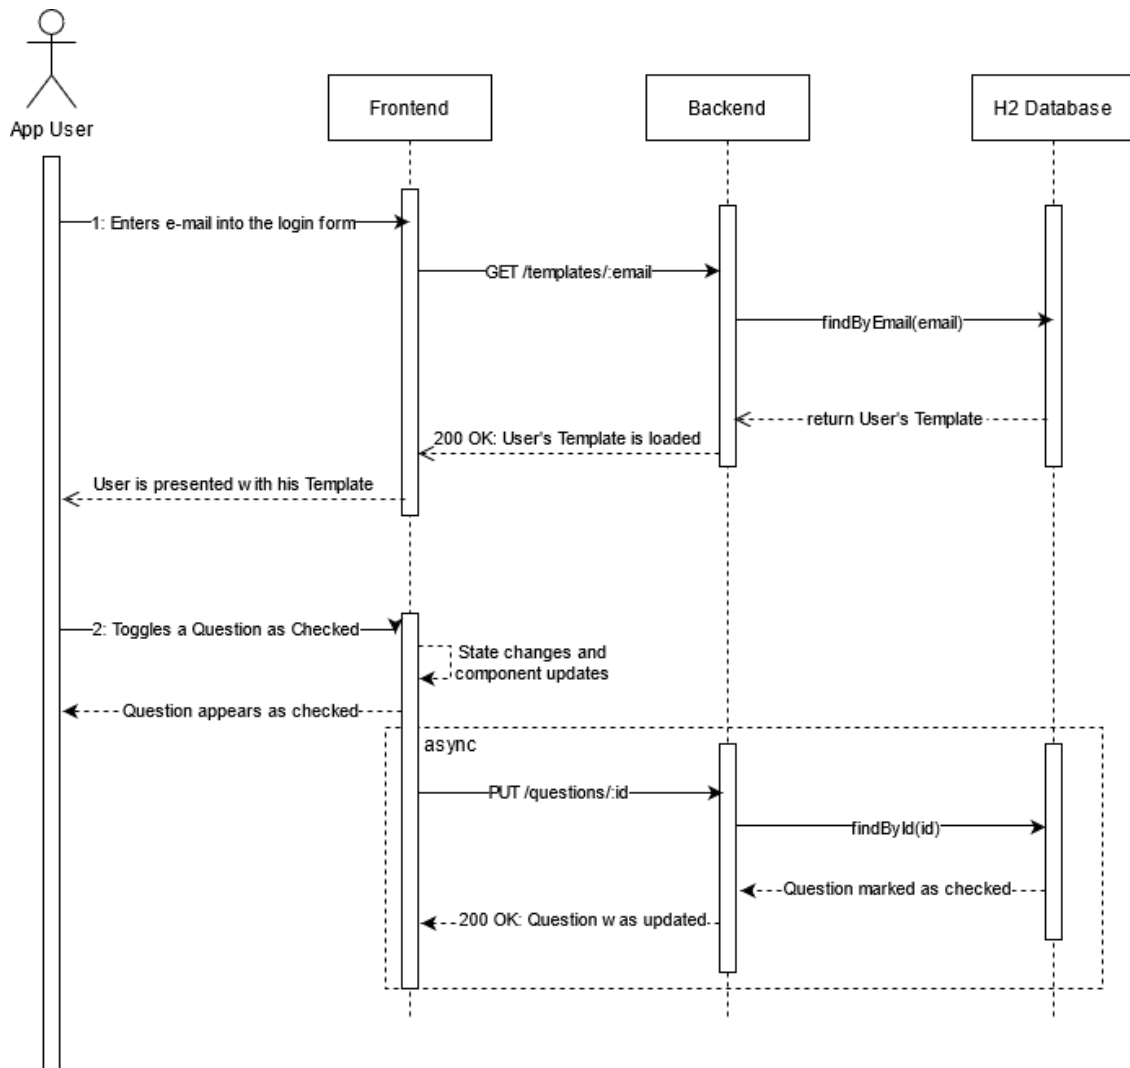 App User
Frontend
Backend
H2 Database
1: Enters e-mail into the login form
GET /templates/:email
findByEmail(email)
return User's Template
200 OK: User's Template is loaded
User is presented with his Template
2: Toggles a Question as Checked
State changes and
component updates
Question appears as checked
async
PUT /questions/:id
findById(id)
Question marked as checked
200 OK: Question was updated